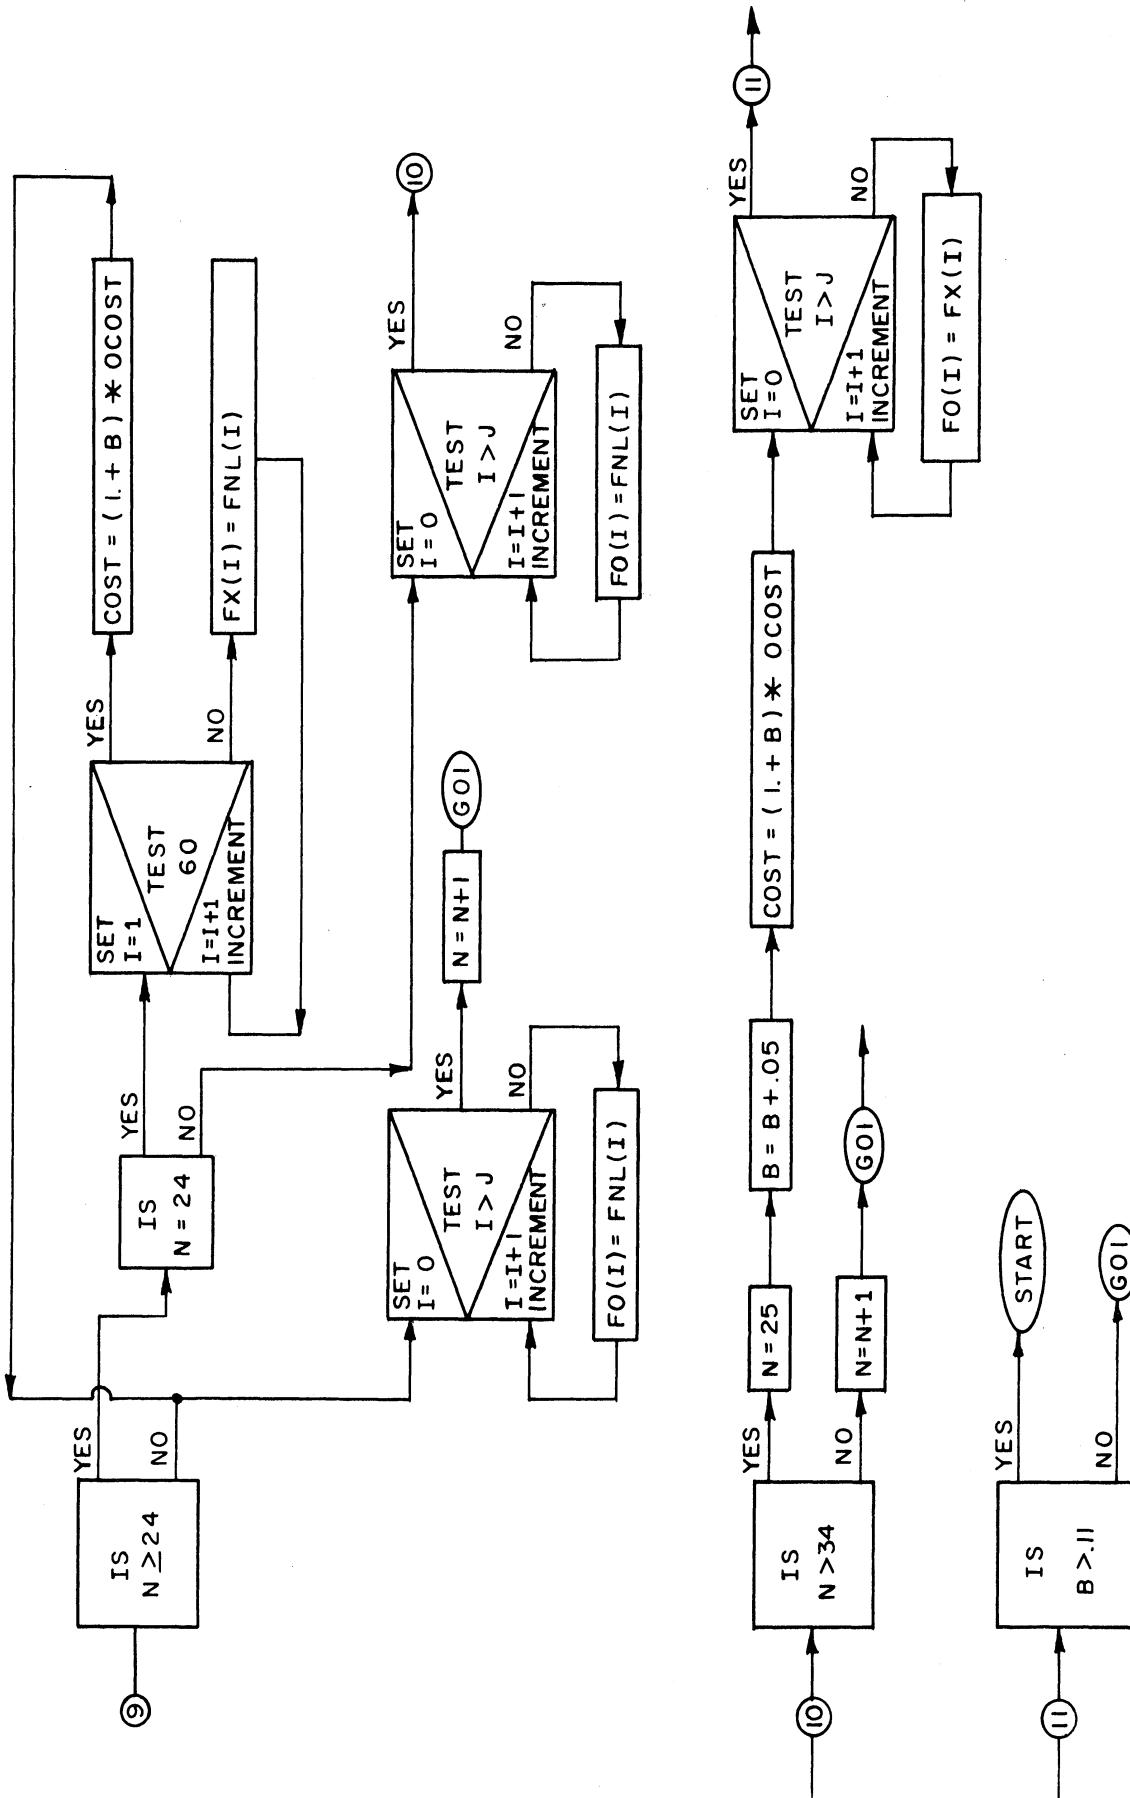 9
IS
N ≥ 24
YES
NO
IS
N = 24
YES
NO
SET
I=1
TEST
60
I=I+1
INCREMENT
YES
NO
COST = (1. + B) * OCOST
FX(I) = FNL(I)
SET
I=0
TEST
I > J
I=I+1
INCREMENT
YES
NO
FO(I) = FNL(I)
N = N+1
GO1
SET
I=0
TEST
I > J
I=I+1
INCREMENT
YES
NO
FO(I) = FNL(I)
10
10
IS
N >34
YES
NO
N = 25
B = B + .05
COST = (1. + B) * OCOST
SET
I=0
TEST
I > J
I=I+1
INCREMENT
YES
NO
FO(I) = FX(I)
11
N=N+1
GO1
11
IS
B >.11
YES
NO
START
GO1